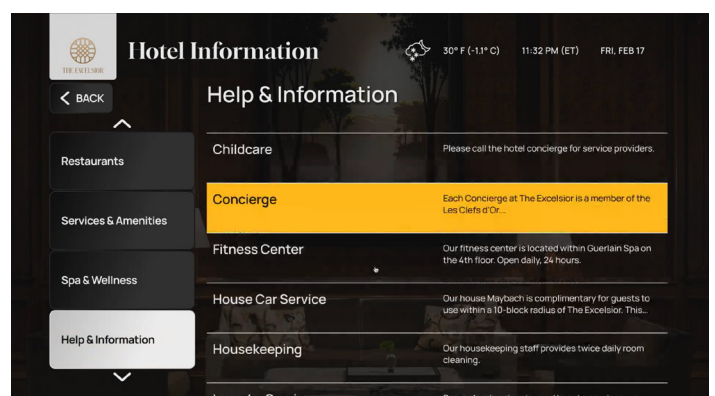 THE EXCELSIOR
Hotel Information
30° F (-1.1° C)
11:32 PM (ET)
FRI, FEB 17
BACK
Help & Information
Restaurants
Services & Amenities
Spa & Wellness
Help & Information
Childcare
Please call the hotel concierge for service providers.
Concierge
Each Concierge at The Excelsior is a member of the
Les Clefs d'Or...
Fitness Center
Our fitness center is located within Guerlain Spa on
the 4th floor. Open daily, 24 hours.
House Car Service
Our house Maybach is complimentary for guests to
use within a 10-block radius of The Excelsior. This...
Housekeeping
Our housekeeping staff provides twice daily room
cleaning.